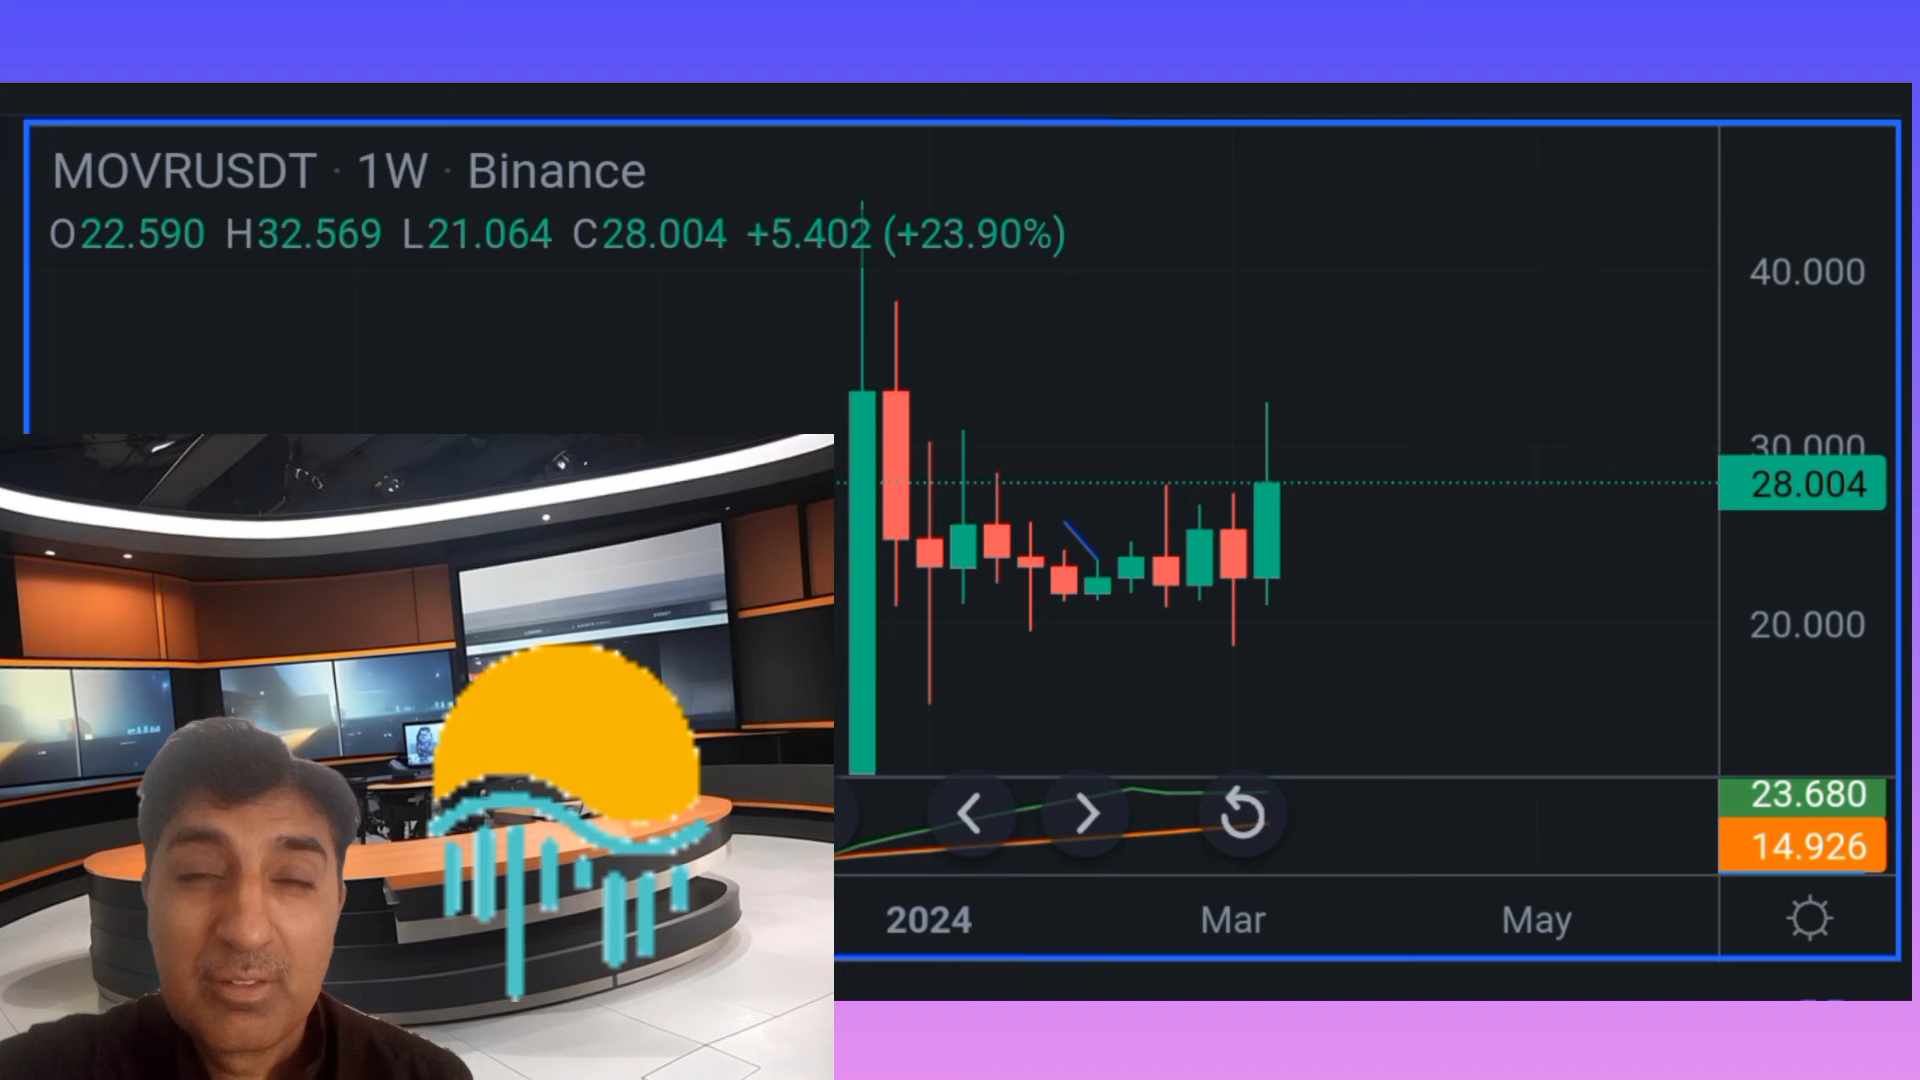 MOVRUSDT · 1W · Binance
O22.590 H32.569 L21.064 C28.004 +5.402 (+23.90%)
40.000
30.000
28.004
20.000
23.680
14.926
2024 Mar May